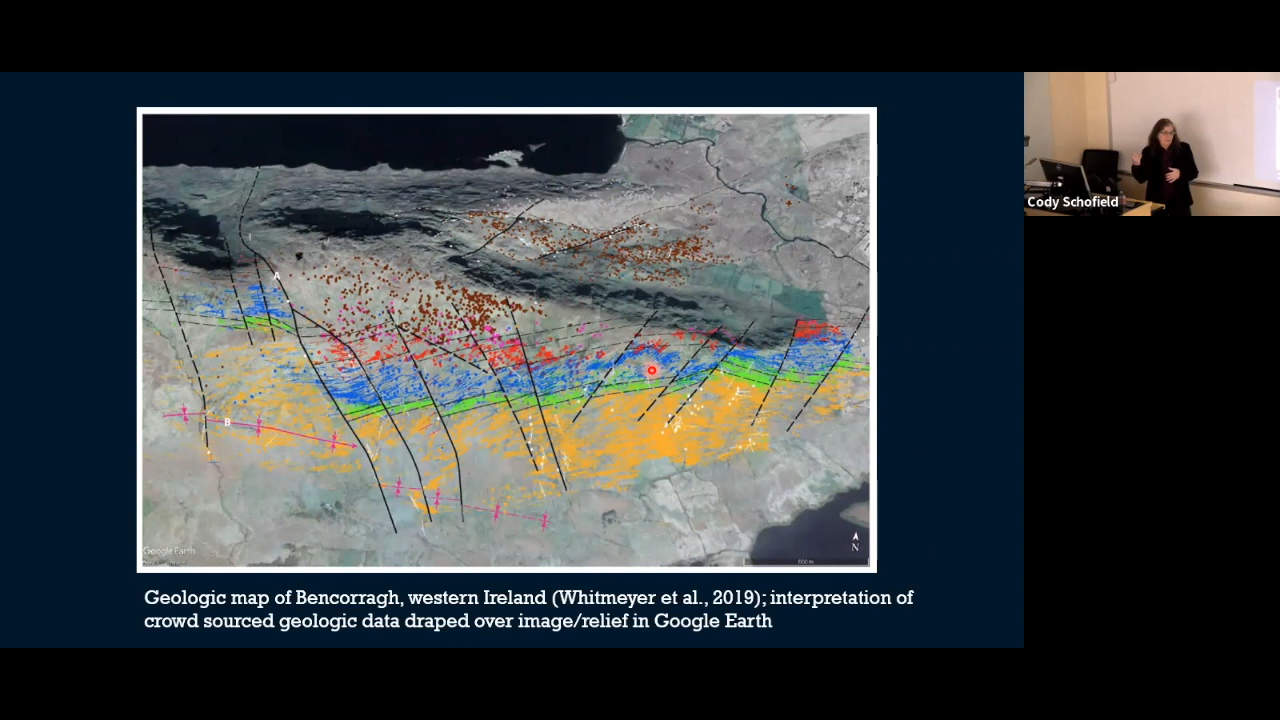 A
B
Google Earth
N
Geologic map of Bencorragh, western Ireland (Whitmeyer et al., 2019); interpretation of
crowd sourced geologic data draped over image/relief in Google Earth
Cody Schofield